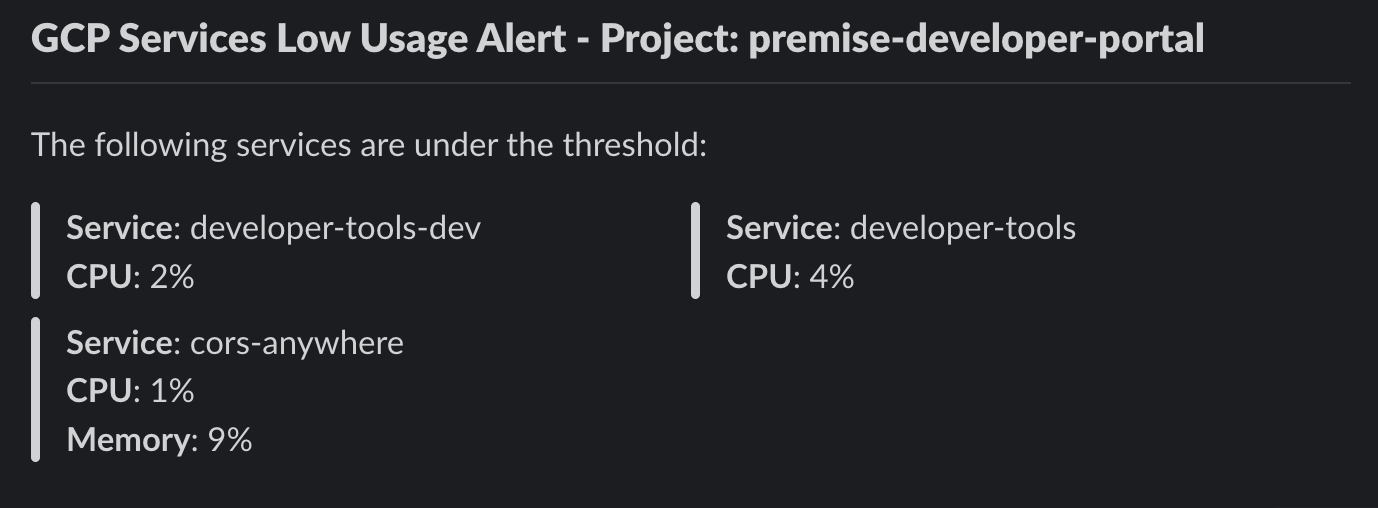 GCP Services Low Usage Alert - Project: premise-developer-portal
The following services are under the threshold:
Service: developer-tools-dev
CPU: 2%
Service: developer-tools
CPU: 4%
Service: cors-anywhere
CPU: 1%
Memory: 9%